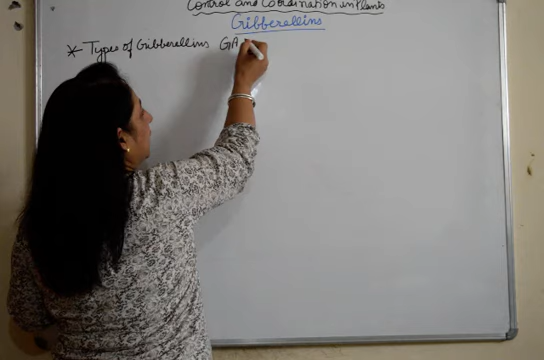 Control and Coordination in Plants
Gibberellins
* Types of Gibberellins GA